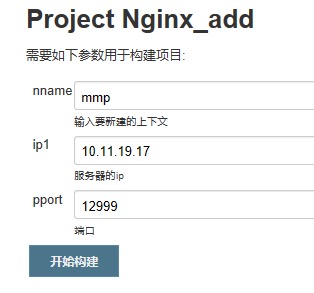 Project Nginx_add
需要如下参数用于构建项目:
nname mmp
输入要新建的上下文
ip1 10.11.19.17
服务器的ip
pport 12999
端口
开始构建